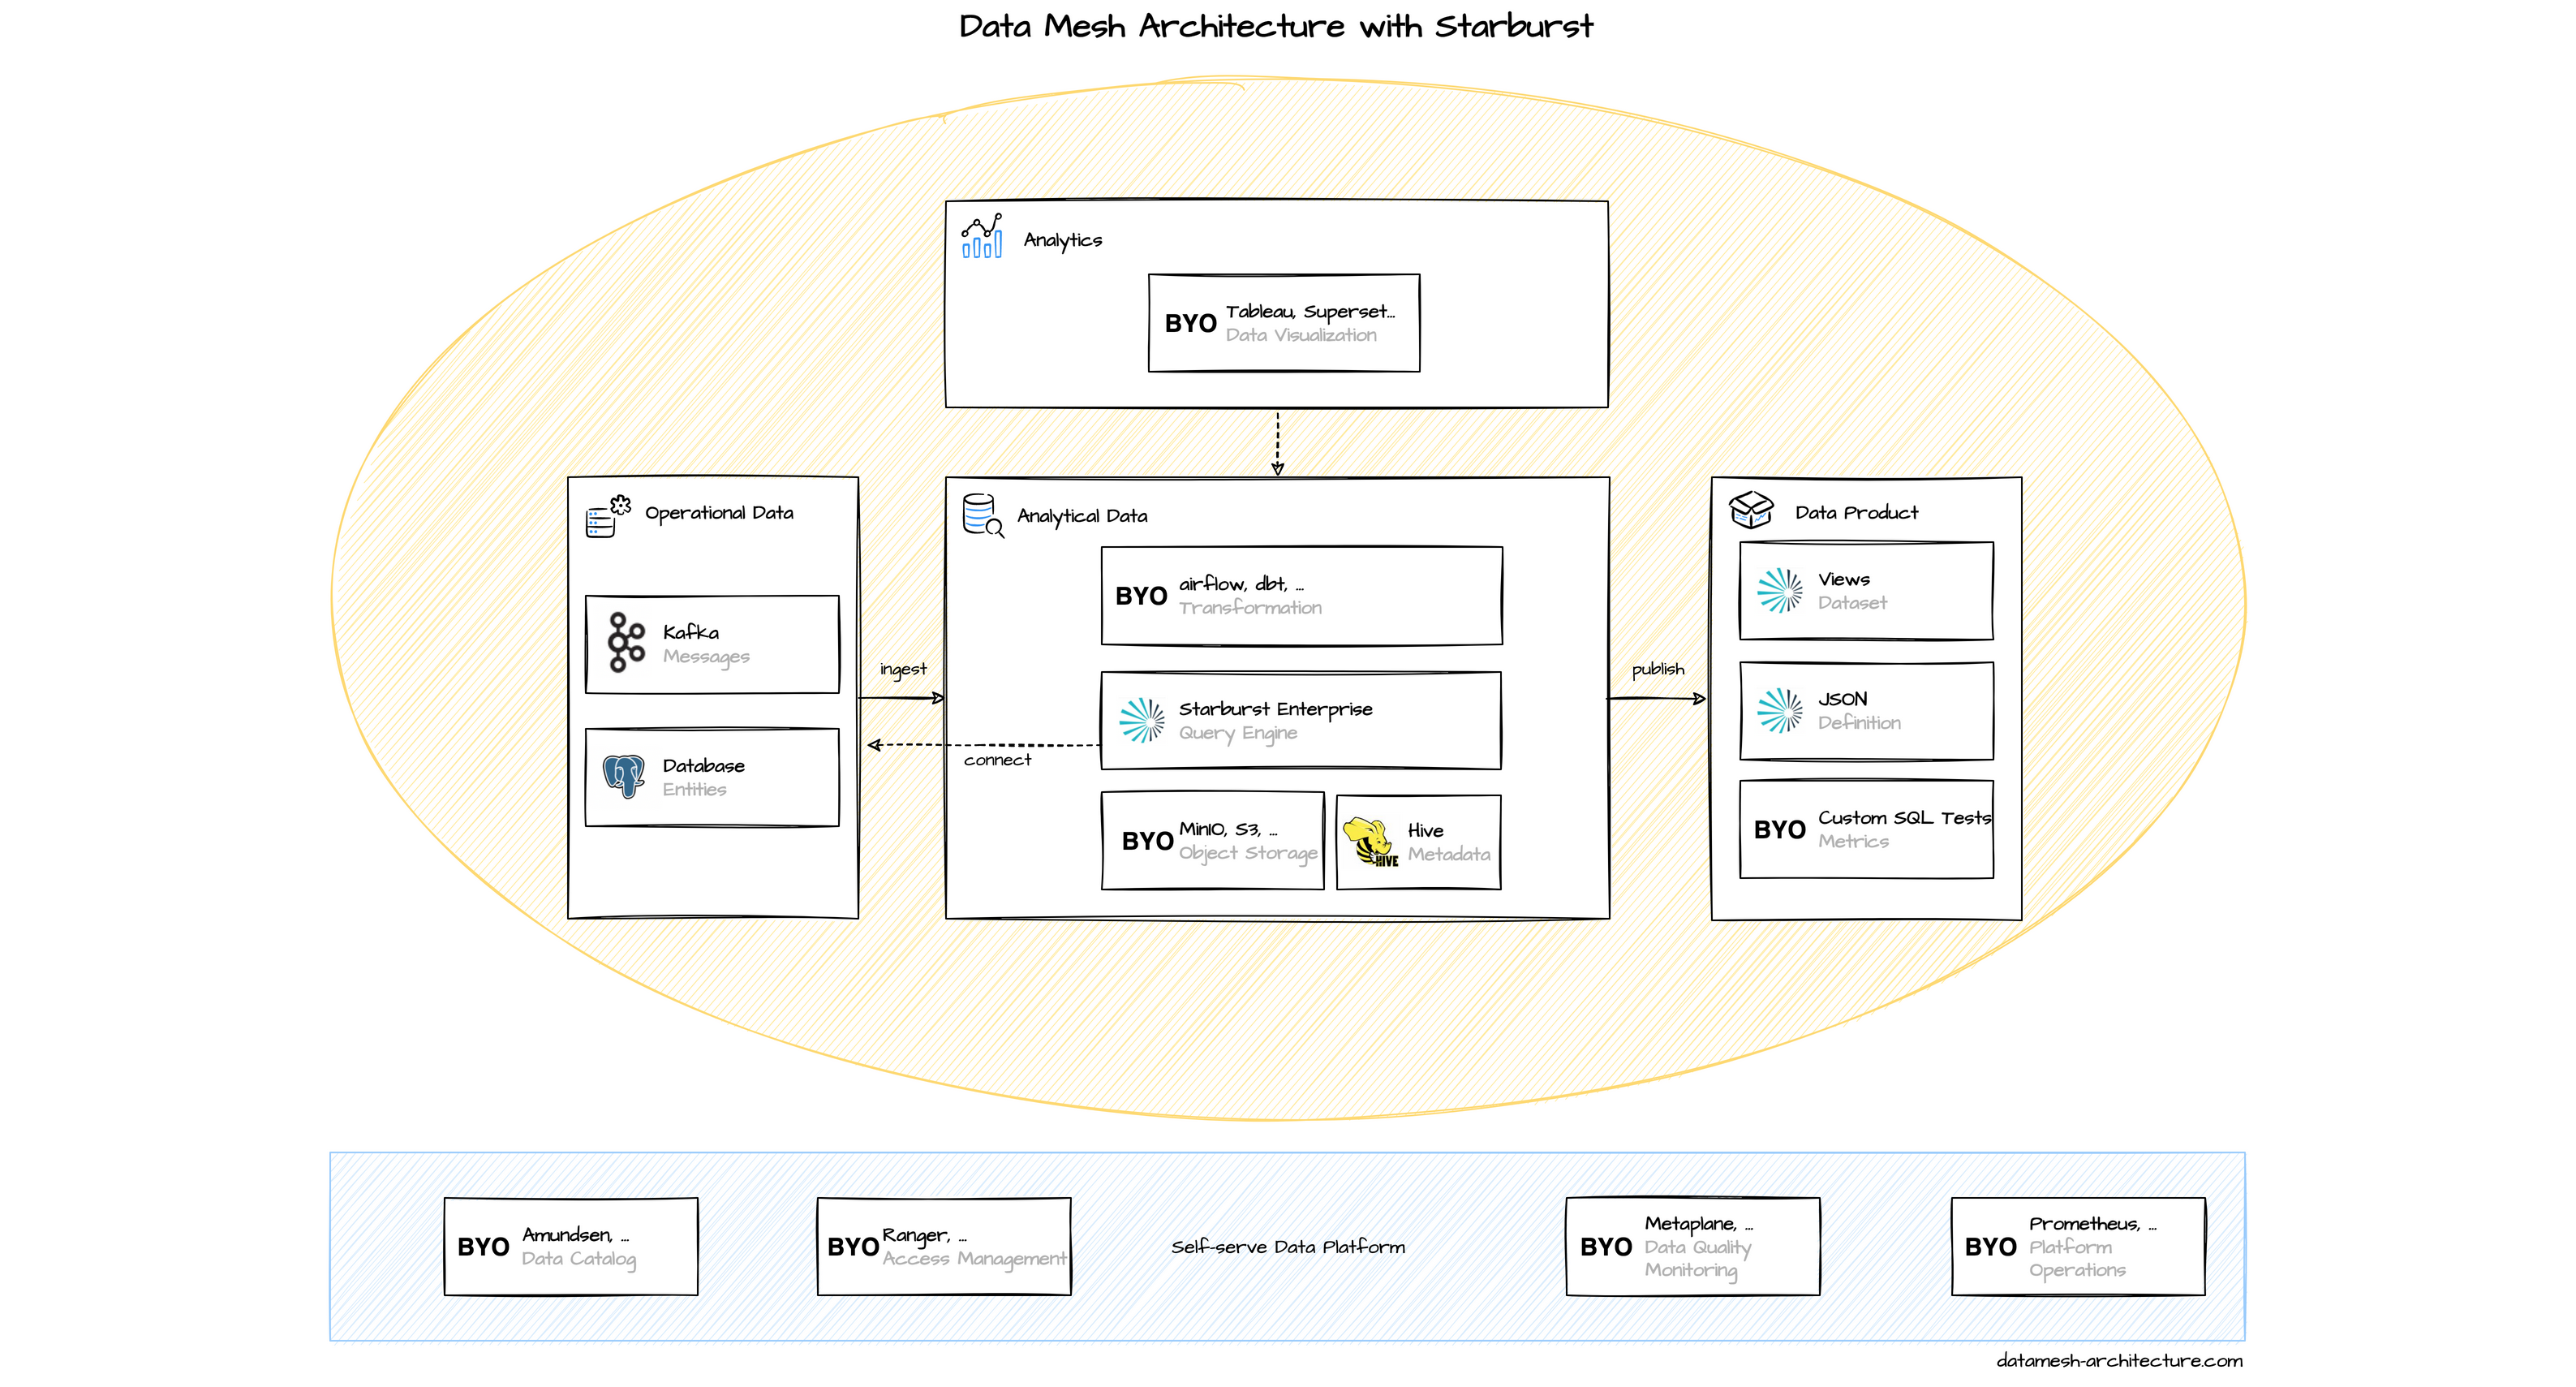 Data Mesh Architecture with Starburst
Analytics
BYO
Tableau, Superset...
Data Visualization
Operational Data
Kafka
Messages
Database
Entities
ingest
connect
Analytical Data
BYO
airflow, dbt, ...
Transformation
Starburst Enterprise
Query Engine
BYO
MinIO, S3, ...
Object Storage
HIVE
Hive
Metadata
publish
Data Product
Views
Dataset
JSON
Definition
BYO
Custom SQL Tests
Metrics
BYO
Amundsen, ...
Data Catalog
BYO
Ranger, ...
Access Management
Self-serve Data Platform
BYO
Metaplane, ...
Data Quality
Monitoring
BYO
Prometheus, ...
Platform
Operations
datamesh-architecture.com